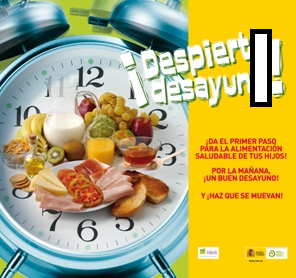 ¡Despiert
desayun !
¡DA EL PRIMER PASO
PARA LA ALIMENTACIÓN
SALUDABLE DE TUS HIJOS!
POR LA MAÑANA,
¡UN BUEN DESAYUNO!
Y ¡HAZ QUE SE MUEVAN!
12
1
2
3
4
5
6
7
8
9
10
11